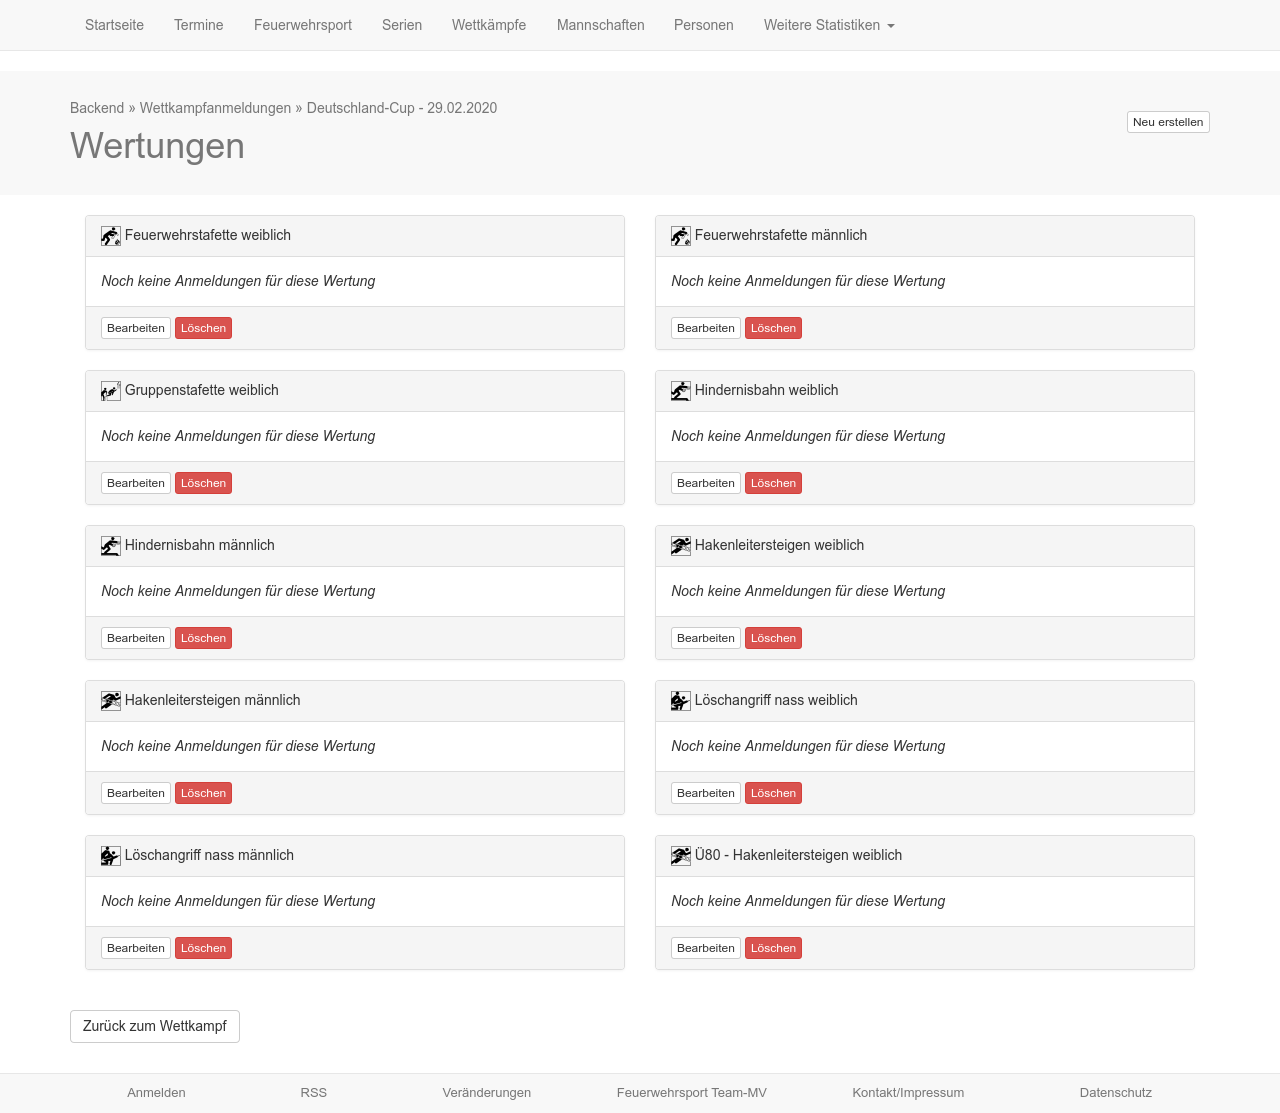 Startseite Termine Feuerwehrsport Serien Wettkämpfe Mannschaften Personen Weitere Statistiken
Backend » Wettkampfanmeldungen » Deutschland-Cup - 29.02.2020
Neu erstellen
Wertungen
Feuerwehrstafette weiblich
Noch keine Anmeldungen für diese Wertung
Bearbeiten Löschen
Feuerwehrstafette männlich
Noch keine Anmeldungen für diese Wertung
Bearbeiten Löschen
Gruppenstafette weiblich
Noch keine Anmeldungen für diese Wertung
Bearbeiten Löschen
Hindernisbahn weiblich
Noch keine Anmeldungen für diese Wertung
Bearbeiten Löschen
Hindernisbahn männlich
Noch keine Anmeldungen für diese Wertung
Bearbeiten Löschen
Hakenleitersteigen weiblich
Noch keine Anmeldungen für diese Wertung
Bearbeiten Löschen
Hakenleitersteigen männlich
Noch keine Anmeldungen für diese Wertung
Bearbeiten Löschen
Löschangriff nass weiblich
Noch keine Anmeldungen für diese Wertung
Bearbeiten Löschen
Löschangriff nass männlich
Noch keine Anmeldungen für diese Wertung
Bearbeiten Löschen
Ü80 - Hakenleitersteigen weiblich
Noch keine Anmeldungen für diese Wertung
Bearbeiten Löschen
Zurück zum Wettkampf
Anmelden RSS Veränderungen Feuerwehrsport Team-MV Kontakt/Impressum Datenschutz